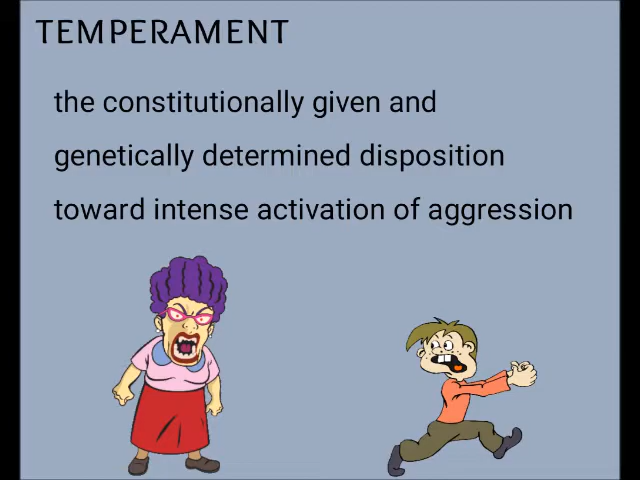 TEMPERAMENT
the constitutionally given and
genetically determined disposition
toward intense activation of aggression